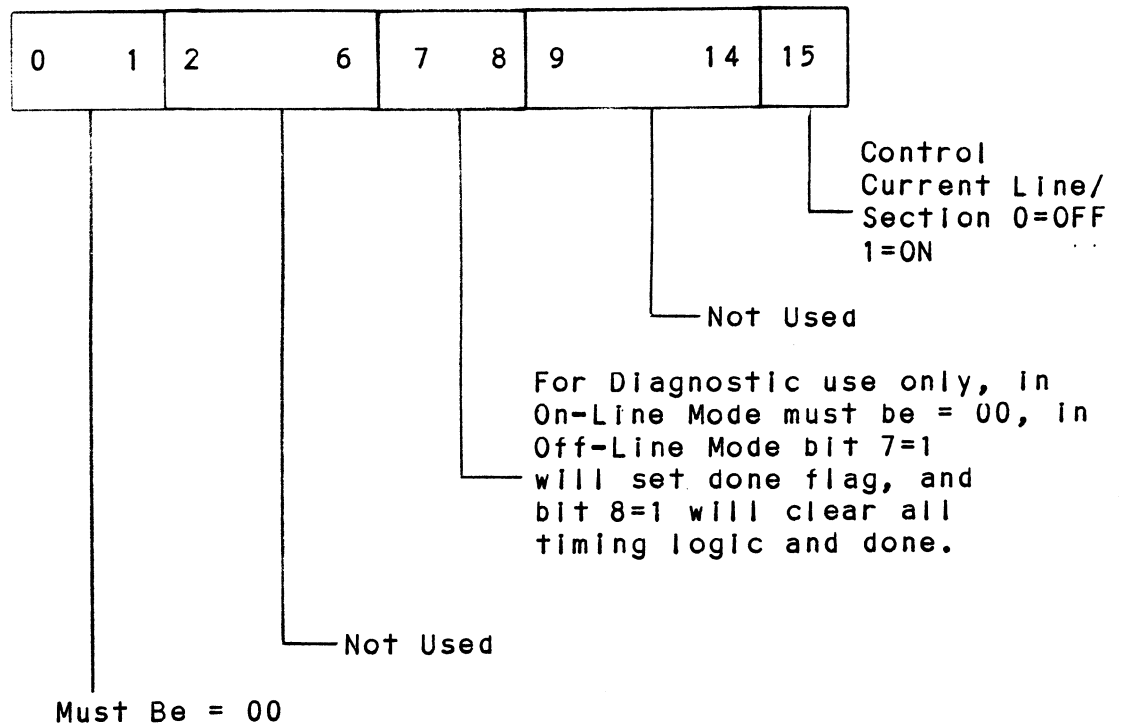 0 1 2 6 7 8 9 14 15
Control
Current Line/
Section 0=OFF
1=ON
Not Used
For Diagnostic use only, in
On-Line Mode must be = 00, in
Off-Line Mode bit 7=1
will set done flag, and
bit 8=1 will clear all
timing logic and done.
Not Used
Must Be = 00